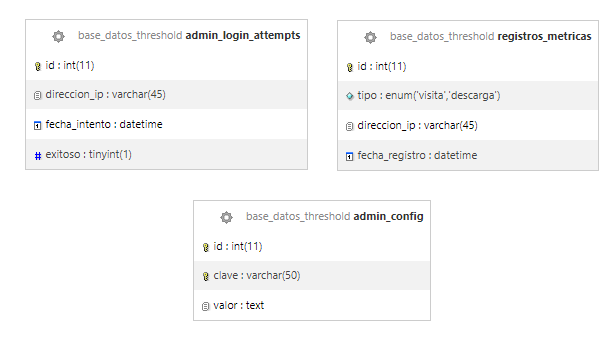 base_datos_threshold admin_login_attempts
id : int(11)
direccion_ip : varchar(45)
fecha_intento : datetime
# exitoso : tinyint(1)
base_datos_threshold registros_metricas
id : int(11)
tipo : enum('visita','descarga')
direccion_ip : varchar(45)
fecha_registro : datetime
base_datos_threshold admin_config
id : int(11)
clave : varchar(50)
valor : text